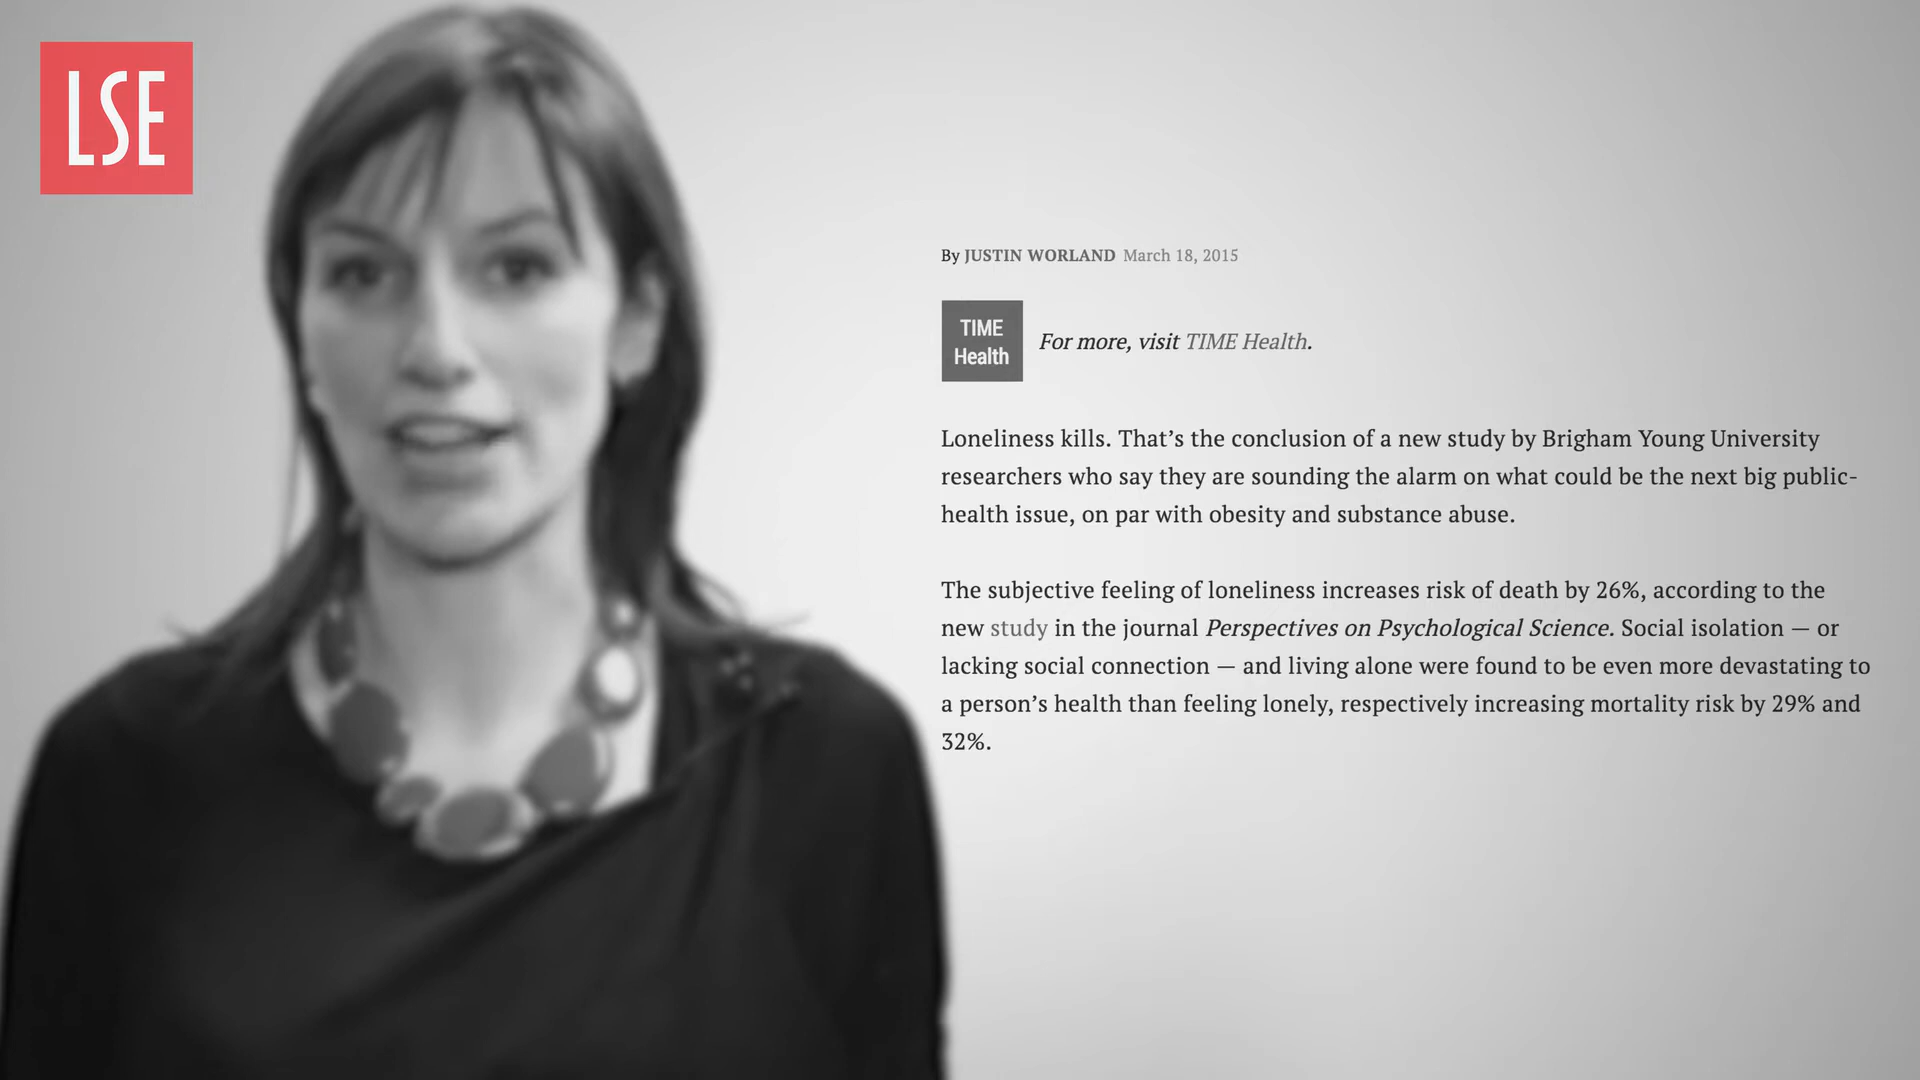 LSE
By JUSTIN WORLAND March 18, 2015
TIME
Health
For more, visit TIME Health.
Loneliness kills. That’s the conclusion of a new study by Brigham Young University
researchers who say they are sounding the alarm on what could be the next big public-
health issue, on par with obesity and substance abuse.
The subjective feeling of loneliness increases risk of death by 26%, according to the
new study in the journal Perspectives on Psychological Science. Social isolation — or
lacking social connection — and living alone were found to be even more devastating to
a person’s health than feeling lonely, respectively increasing mortality risk by 29% and
32%.